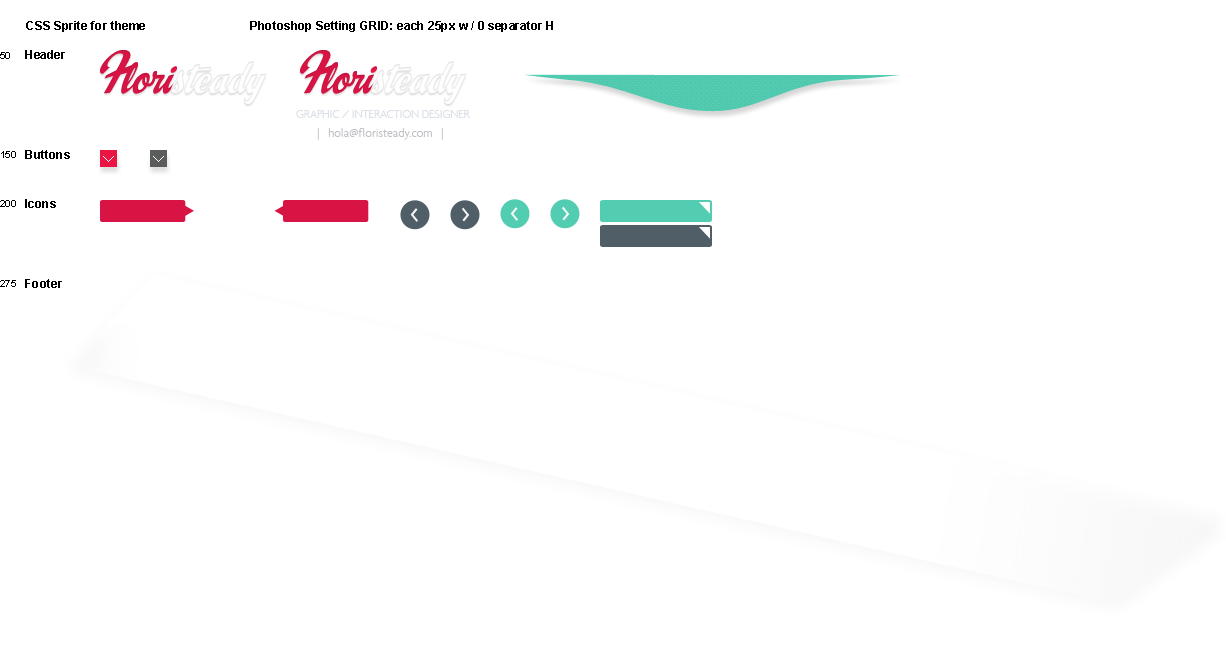 CSS Sprite for theme
Photoshop Setting GRID: each 25px w / 0 separator H
50 Header
Floristeady
Floristeady
GRAPHIC / INTERACTION DESIGNER
| hola@floristeady.com |
150 Buttons
200 Icons
275 Footer